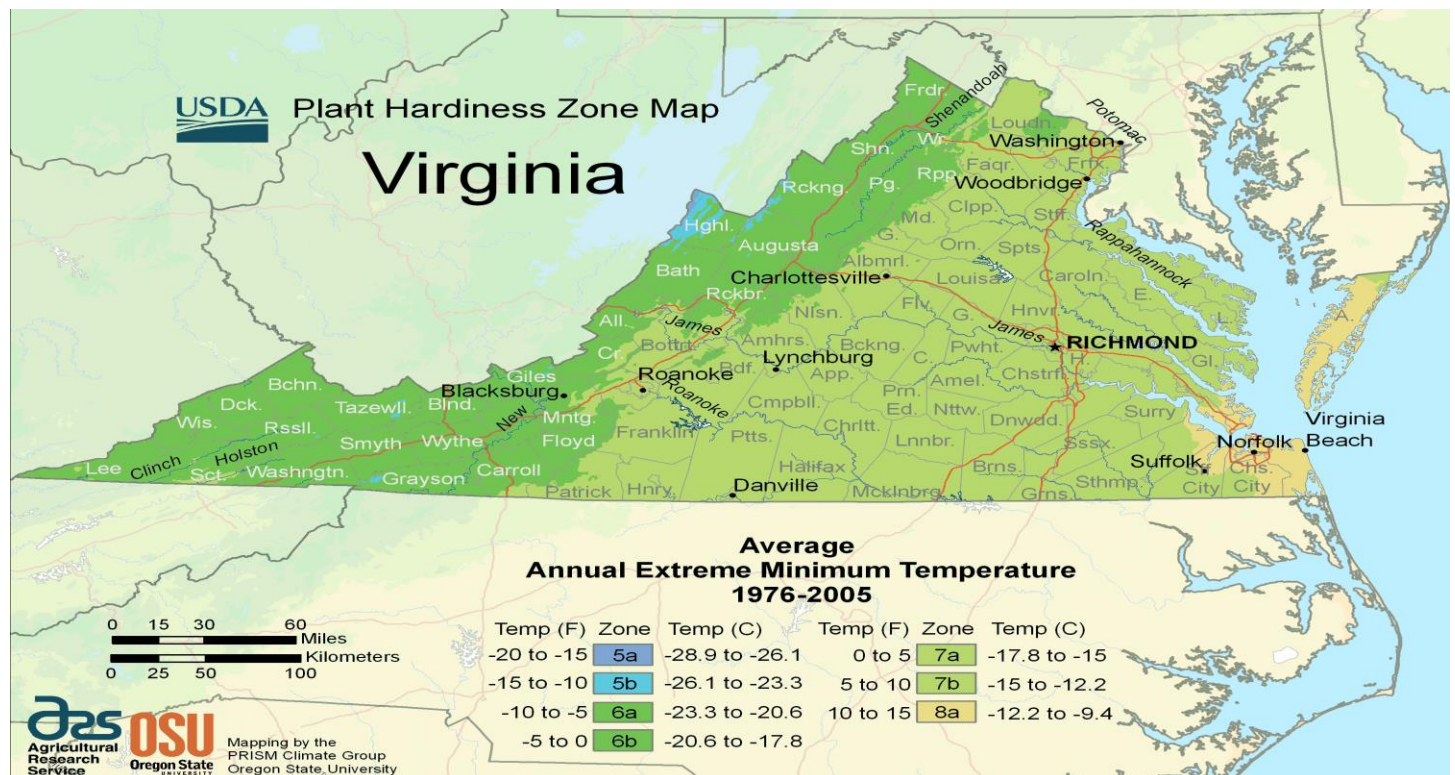 USDA
Plant Hardiness Zone Map
Virginia
Frdr.
Shenandoah
Loudn.
Potomac
Washington
Wr.
Shn.
Faqr.
Frfx.
Rckng.
Pg.
Rpp.
Woodbridge
Md.
Clpp.
Stff.
Hghl.
G.
Augusta
Orn.
Spts.
Rappahannock
Bath
Albmrl.
Charlottesville
Louisa
Caroln.
Rckbr.
E.
All.
James
Nlsn.
Flv.
G.
Hnvr.
L.
A.
Cr.
Bottrt.
Amhrs.
Bckng.
James
RICHMOND
Lynchburg
C.
Pwht.
H.
Gl.
Giles
Roanoke
Bdf.
App.
Chstrfl.
Bchn.
Blacksburg
Roanoke
Cmpbll.
Prn.
Amel.
Dck.
Tazewll.
Blnd.
New
Mntg.
Ed.
Nttw.
Surry
Virginia
Beach
Wis.
Rssll.
Smyth
Wythe
Floyd
Franklin
Ptts.
Chrltt.
Lnnbr.
Dnwdd.
Sssx.
Norfolk
Lee
Clinch
Holston
Sct.
Washngtn.
Grayson
Carroll
Halifax
Brns.
Suffolk
Sff.
City
Chs.
City
Patrick
Hnry.
Danville
Mcklnbrg.
Grns.
Sthmp.
Average
Annual Extreme Minimum Temperature
1976-2005
Temp (F) Zone Temp (C) Temp (F) Zone Temp (C)
-20 to -15 5a -28.9 to -26.1 0 to 5 7a -17.8 to -15
-15 to -10 5b -26.1 to -23.3 5 to 10 7b -15 to -12.2
-10 to -5 6a -23.3 to -20.6 10 to 15 8a -12.2 to -9.4
-5 to 0 6b -20.6 to -17.8
0 15 30 60
Miles
Kilometers
0 25 50 100
ars
Agricultural
Research
Service
OSU
Oregon State
UNIVERSITY
Mapping by the
PRISM Climate Group
Oregon State University